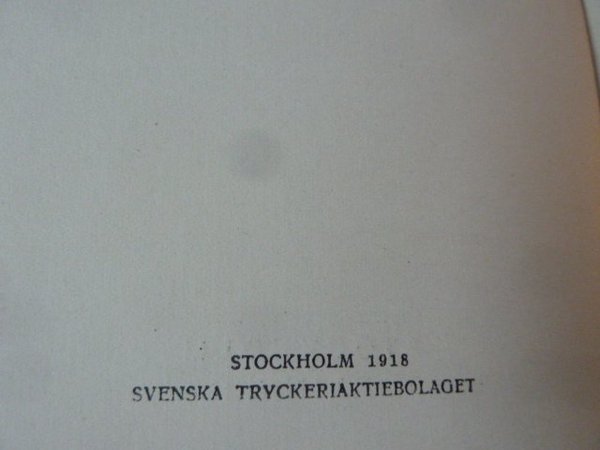 STOCKHOLM 1918
SVENSKA TRYCKERIAKTIEBOLAGET